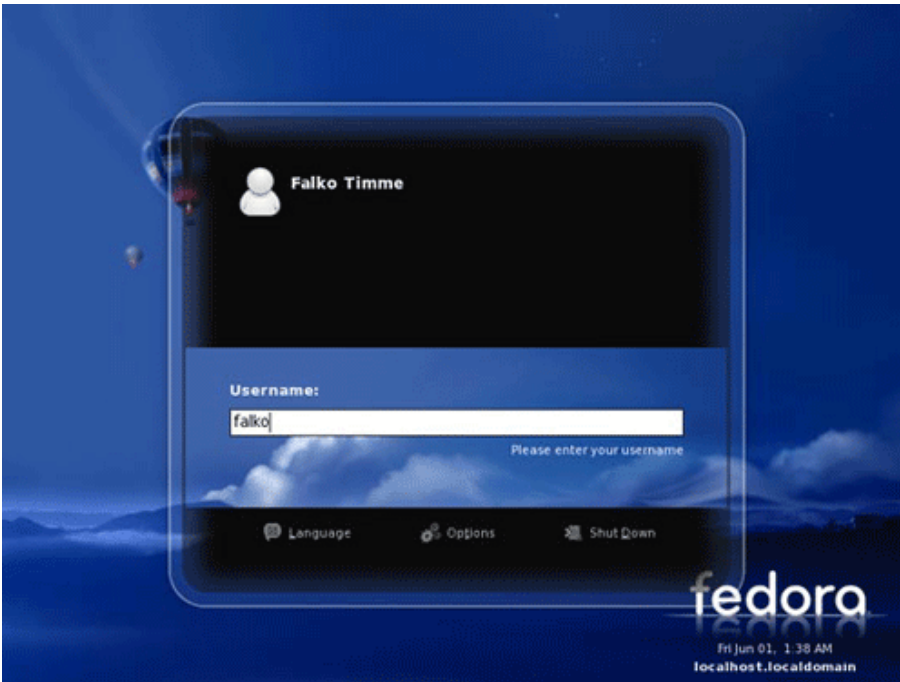 Falko Timme
Username:
falko
Please enter your username
Language
Options
Shut Down
fedora
Fri Jun 01, 1:38 AM
localhost.localdomain